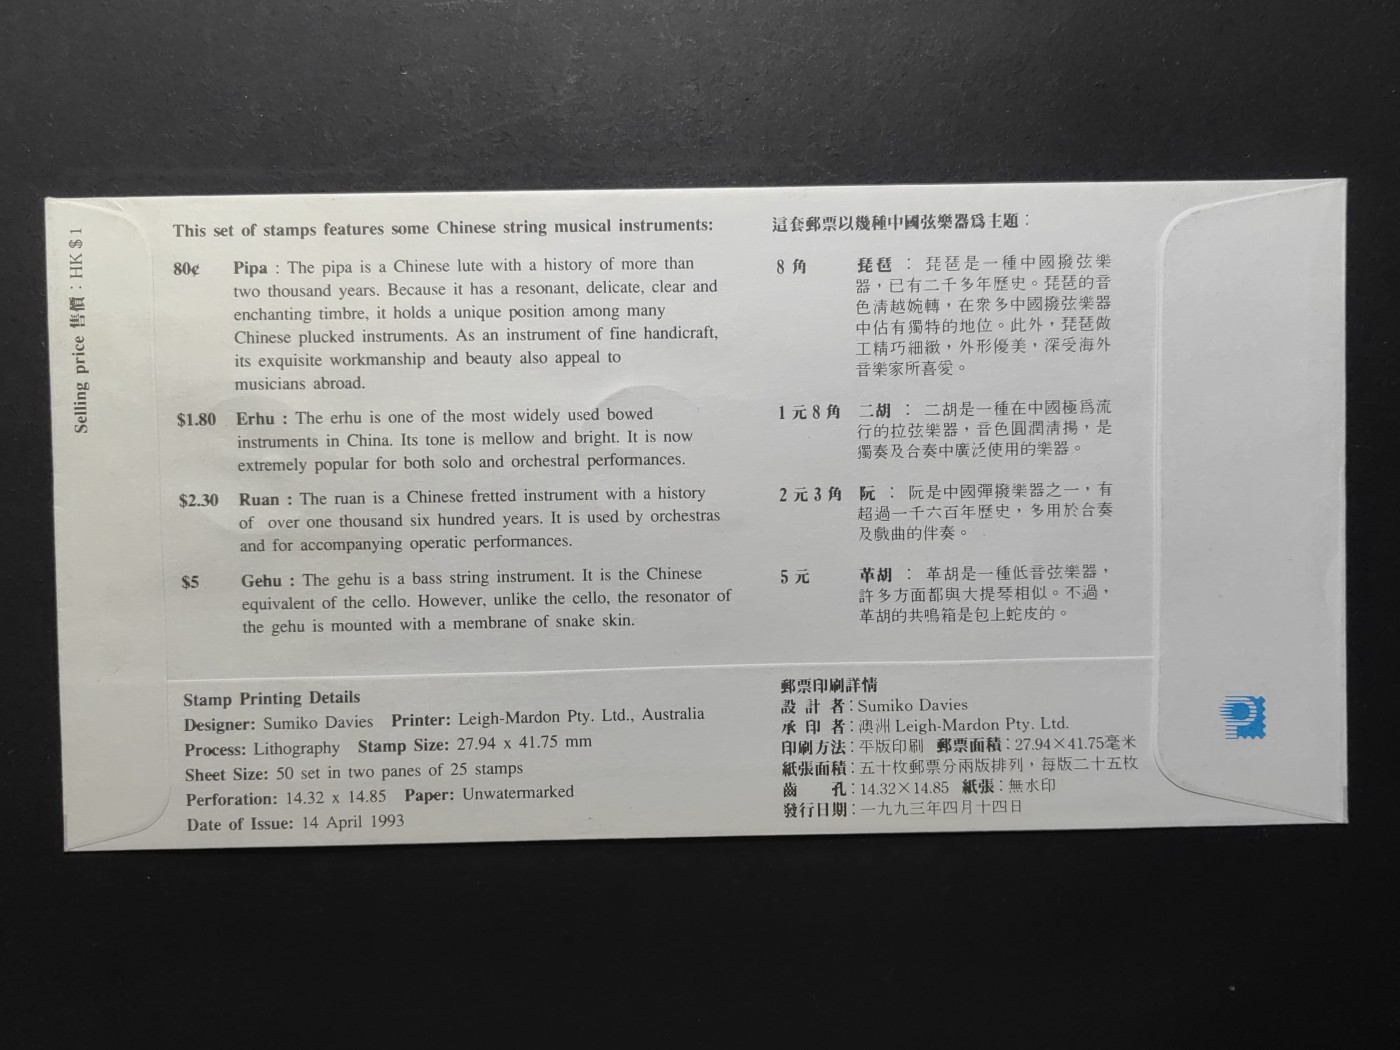 Selling price 售價：HK$1
This set of stamps features some Chinese string musical instruments:
80¢ Pipa : The pipa is a Chinese lute with a history of more than
two thousand years. Because it has a resonant, delicate, clear and
enchanting timbre, it holds a unique position among many
Chinese plucked instruments. As an instrument of fine handicraft,
its exquisite workmanship and beauty also appeal to
musicians abroad.
$1.80 Erhu : The erhu is one of the most widely used bowed
instruments in China. Its tone is mellow and bright. It is now
extremely popular for both solo and orchestral performances.
$2.30 Ruan : The ruan is a Chinese fretted instrument with a history
of over one thousand six hundred years. It is used by orchestras
and for accompanying operatic performances.
$5 Gehu : The gehu is a bass string instrument. It is the Chinese
equivalent of the cello. However, unlike the cello, the resonator of
the gehu is mounted with a membrane of snake skin.
這套郵票以幾種中國弦樂器爲主題：
8角 琵琶 ： 琵琶是一種中國撥弦樂
器，已有二千多年歷史。琵琶的音
色清越婉轉，在衆多中國撥弦樂器
中佔有獨特的地位。此外，琵琶做
工精巧細緻，外形優美，深受海外
音樂家所喜愛。
1元8角 二胡 ： 二胡是一種在中國極爲流
行的拉弦樂器，音色圓潤清揚，是
獨奏及合奏中廣泛使用的樂器。
2元3角 阮 ： 阮是中國彈撥樂器之一，有
超過一千六百年歷史，多用於合奏
及戲曲的伴奏。
5元 革胡 ： 革胡是一種低音弦樂器，
許多方面都與大提琴相似。不過，
革胡的共鳴箱是包上蛇皮的。
Stamp Printing Details
Designer: Sumiko Davies Printer: Leigh-Mardon Pty. Ltd., Australia
Process: Lithography Stamp Size: 27.94 x 41.75 mm
Sheet Size: 50 set in two panes of 25 stamps
Perforation: 14.32 x 14.85 Paper: Unwatermarked
Date of Issue: 14 April 1993
郵票印刷詳情
設計者：Sumiko Davies
承印者：澳洲 Leigh-Mardon Pty. Ltd.
印刷方法：平版印刷 郵票面積：27.94×41.75毫米
紙張面積：五十枚郵票分兩版排列，每版二十五枚
齒孔：14.32×14.85 紙張：無水印
發行日期：一九九三年四月十四日